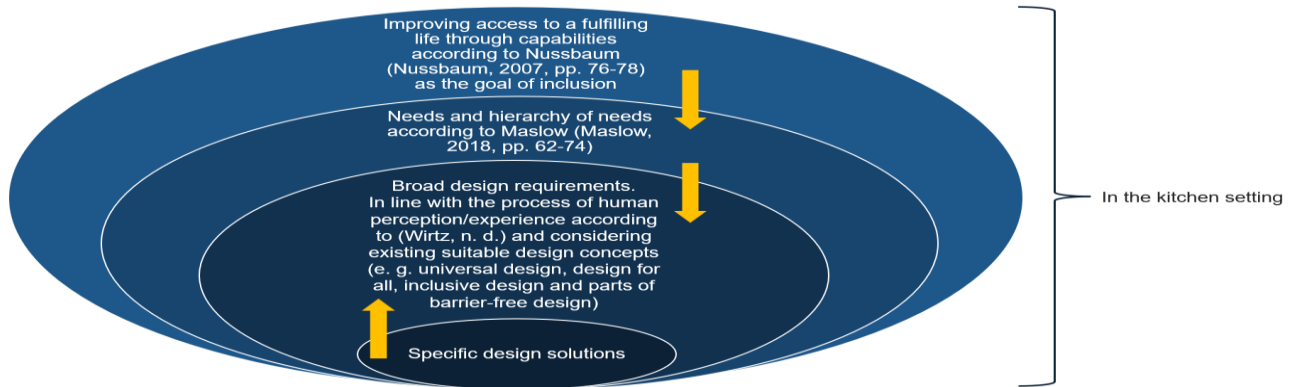 Improving access to a fulfilling
life through capabilities
according to Nussbaum
(Nussbaum, 2007, pp. 76-78)
as the goal of inclusion
Needs and hierarchy of needs
according to Maslow (Maslow,
2018, pp. 62-74)
Broad design requirements.
In line with the process of human
perception/experience according
to (Wirtz, n. d.) and considering
existing suitable design concepts
(e. g. universal design, design for
all, inclusive design and parts of
barrier-free design)
Specific design solutions
In the kitchen setting